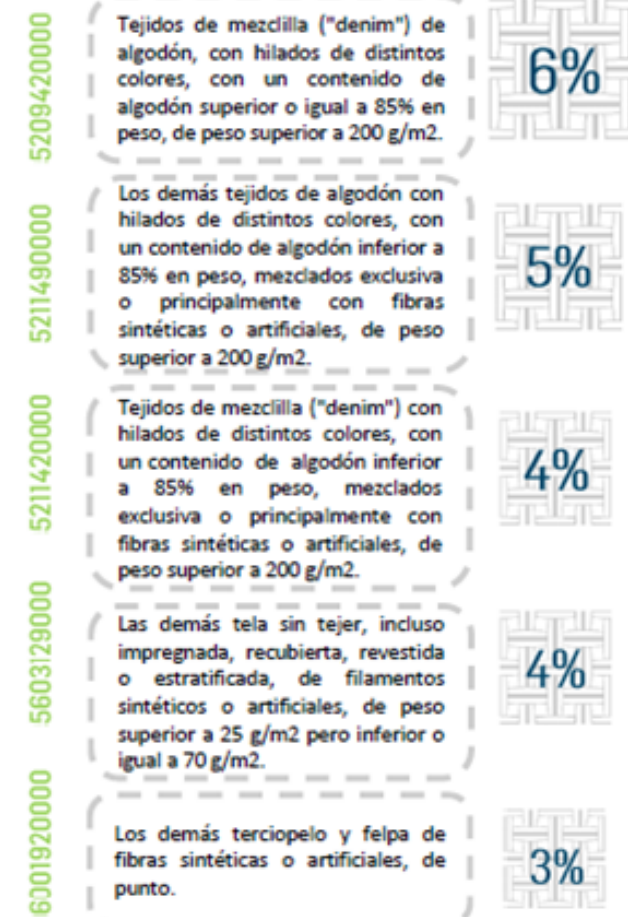 5209420000
Tejidos de mezclilla ("denim") de
algodón, con hilados de distintos
colores, con un contenido de
algodón superior o igual a 85% en
peso, de peso superior a 200 g/m2.
6%
5211490000
Los demás tejidos de algodón con
hilados de distintos colores, con
un contenido de algodón inferior a
85% en peso, mezclados exclusiva
o principalmente con fibras
sintéticas o artificiales, de peso
superior a 200 g/m2.
5%
5211420000
Tejidos de mezclilla ("denim") con
hilados de distintos colores, con
un contenido de algodón inferior
a 85% en peso, mezclados
exclusiva o principalmente con
fibras sintéticas o artificiales, de
peso superior a 200 g/m2.
4%
5603129000
Las demás tela sin tejer, incluso
impregnada, recubierta, revestida
o estratificada, de filamentos
sintéticos o artificiales, de peso
superior a 25 g/m2 pero inferior o
igual a 70 g/m2.
4%
6001920000
Los demás terciopelo y felpa de
fibras sintéticas o artificiales, de
punto.
3%